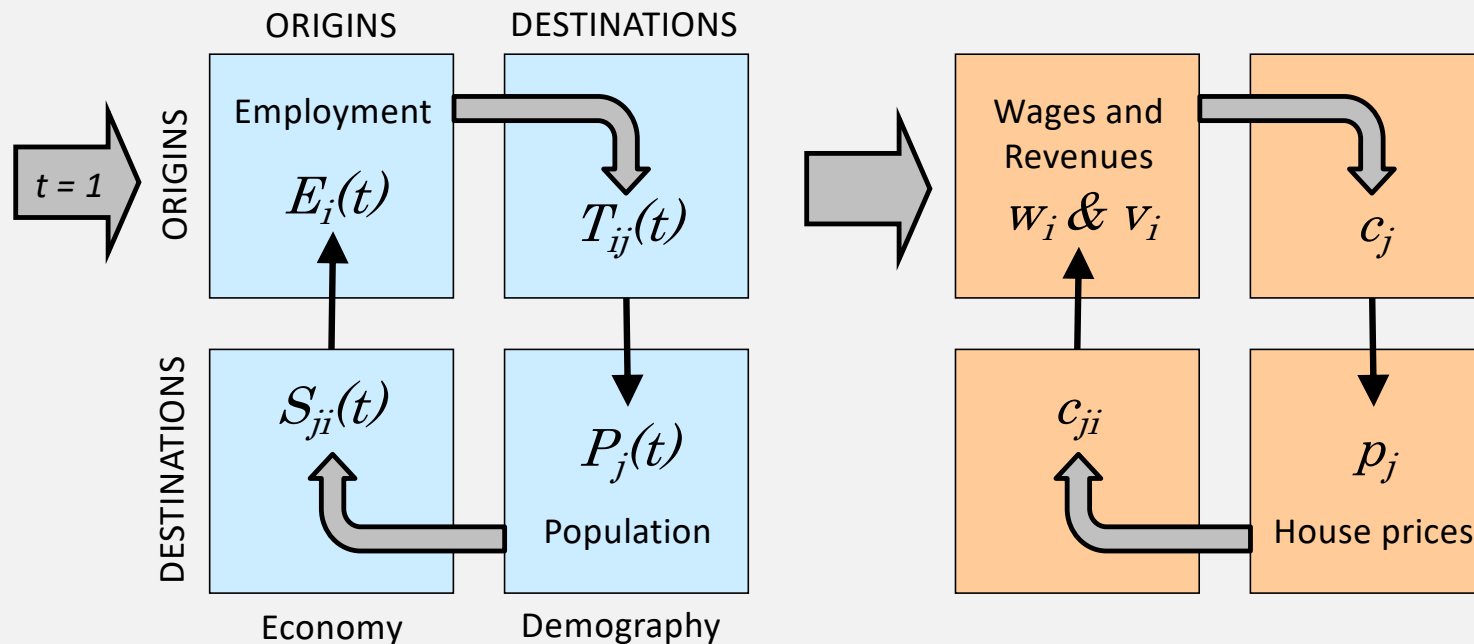 ORIGINS
DESTINATIONS
ORIGINS
t = 1
Employment
E_i(t)
T_ij(t)
Wages and
Revenues
w_i & v_i
c_j
DESTINATIONS
S_ji(t)
P_j(t)
Population
c_ji
p_j
House prices
Economy
Demography